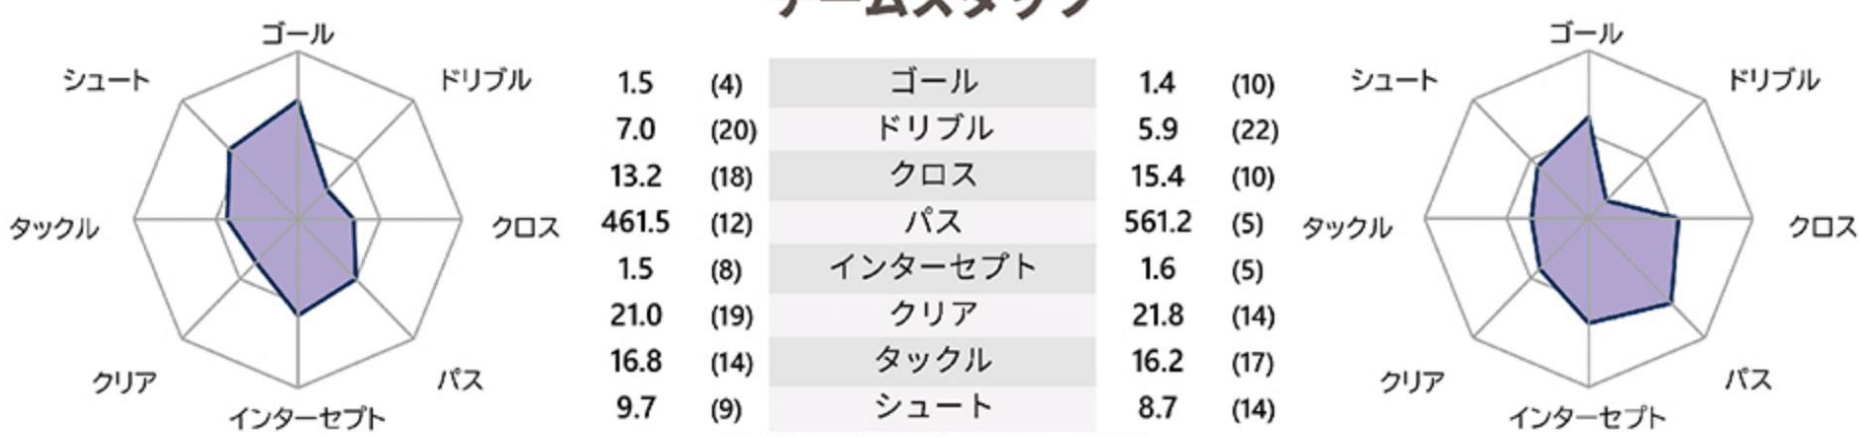 ゴール
シュート
ドリブル
タックル
クロス
クリア
パス
インターセプト
1.5 (4) ゴール 1.4 (10)
7.0 (20) ドリブル 5.9 (22)
13.2 (18) クロス 15.4 (10)
461.5 (12) パス 561.2 (5)
1.5 (8) インターセプト 1.6 (5)
21.0 (19) クリア 21.8 (14)
16.8 (14) タックル 16.2 (17)
9.7 (9) シュート 8.7 (14)
ゴール
シュート
ドリブル
タックル
クロス
クリア
パス
インターセプト